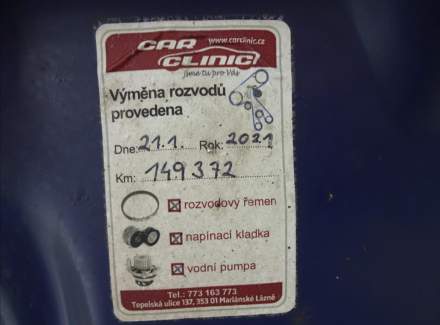 CAR CLINIC
www.carclinic.cz
jsme tu pro Vás
Výměna rozvodů
provedena
Dne: 21.1. Rok: 2021
Km: 149372
rozvodový řemen
napínací kladka
vodní pumpa
Tel.: 773 163 773
Tepelská ulice 137, 353 01 Mariánské Lázně